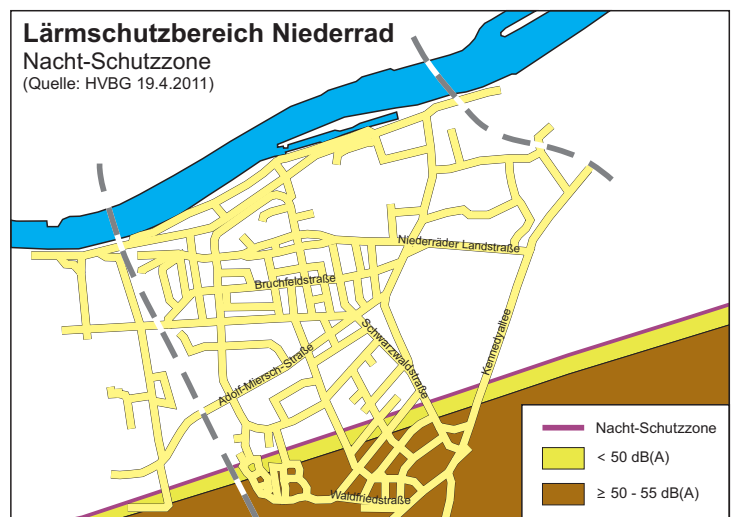 Lärmschutzbereich Niederrad
Nacht-Schutzzone
(Quelle: HVBG 19.4.2011)
Niederräder Landstraße
Bruchfeldstraße
Schwarzwaldstraße
Kennedyallee
Adolf-Miersch-Straße
Waldfriedstraße
Nacht-Schutzzone
< 50 dB(A)
≥ 50 - 55 dB(A)